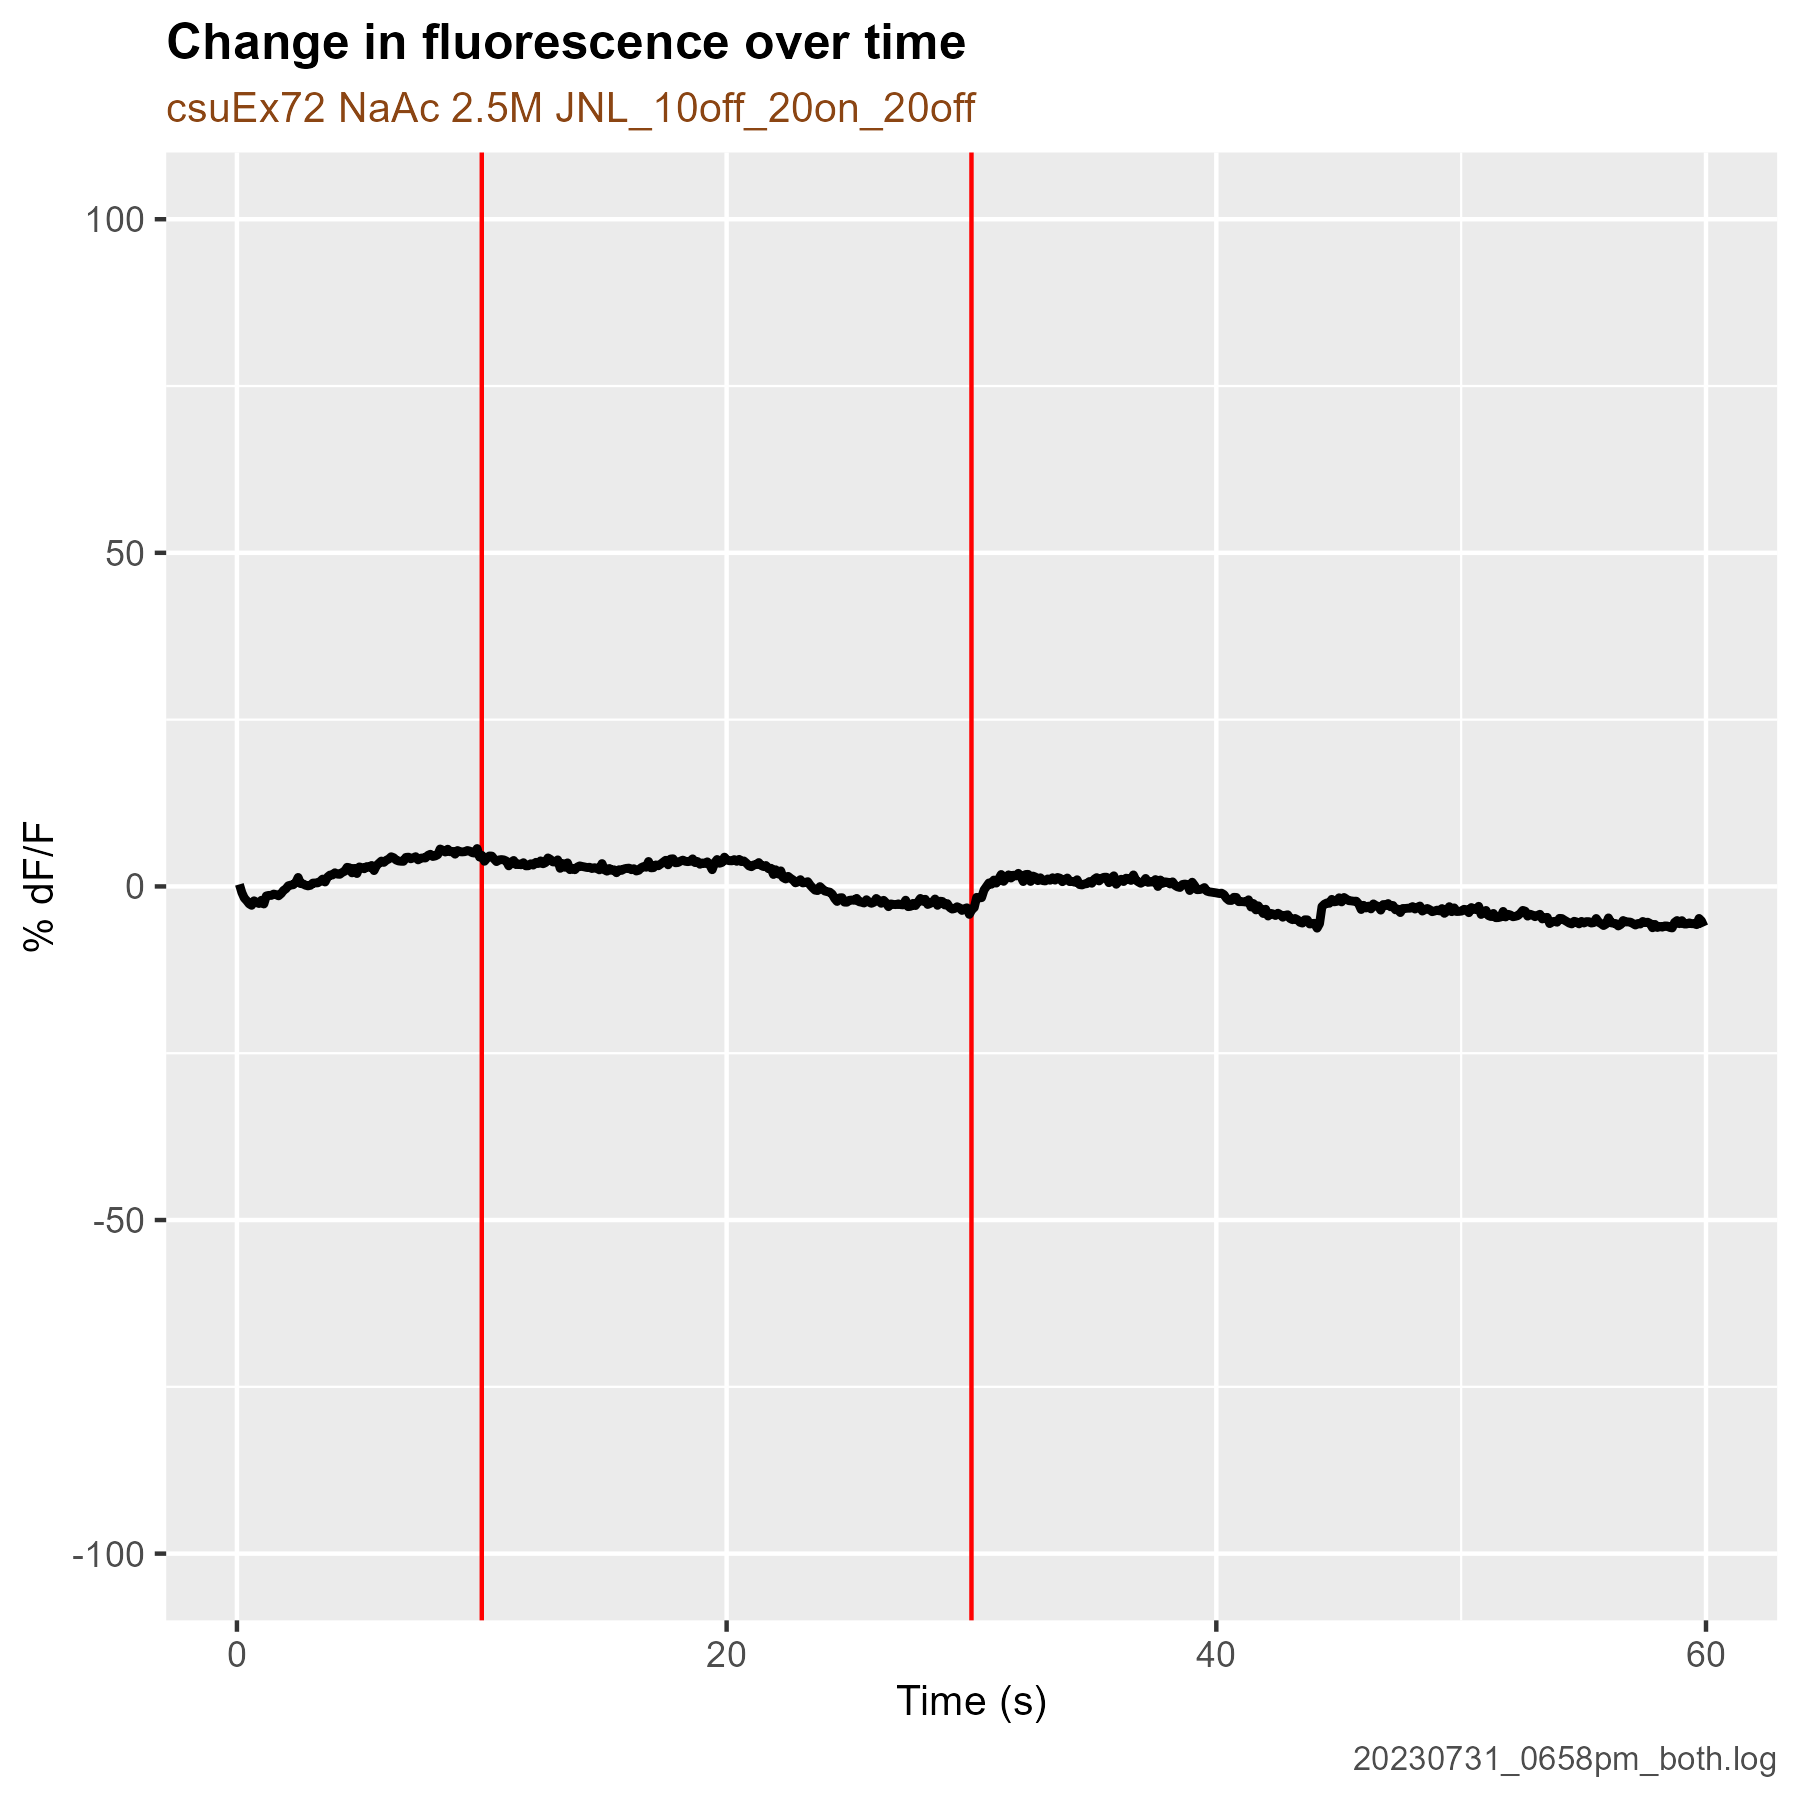 Change in fluorescence over time
csuEx72 NaAc 2.5M JNL_10off_20on_20off
100
50
0
-50
-100
% dF/F
0 20 40 60
Time (s)
20230731_0658pm_both.log